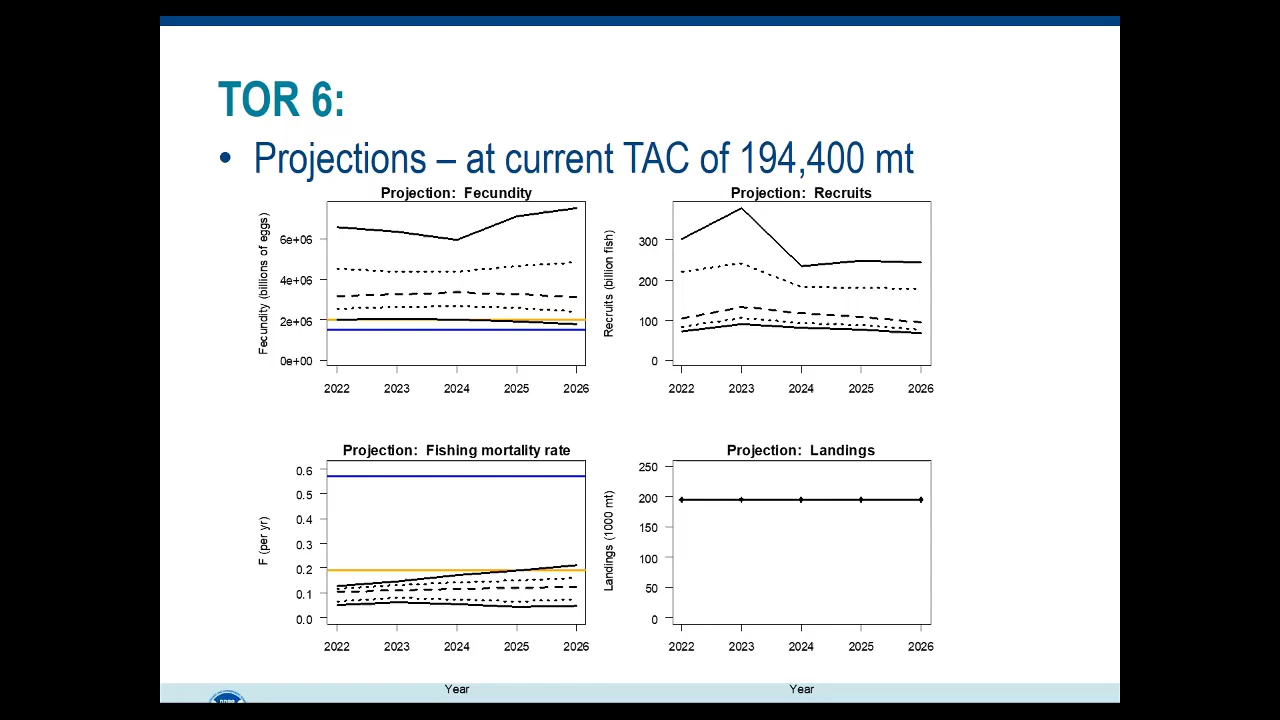 TOR 6:
• Projections – at current TAC of 194,400 mt
Projection: Fecundity
Fecundity (billions of eggs)
6e+06
4e+06
2e+06
0e+00
2022 2023 2024 2025 2026
Projection: Recruits
Recruits (billion fish)
300
200
100
0
2022 2023 2024 2025 2026
Projection: Fishing mortality rate
F (per yr)
0.6
0.5
0.4
0.3
0.2
0.1
0.0
2022 2023 2024 2025 2026
Year
Projection: Landings
Landings (1000 mt)
250
200
150
100
50
0
2022 2023 2024 2025 2026
Year